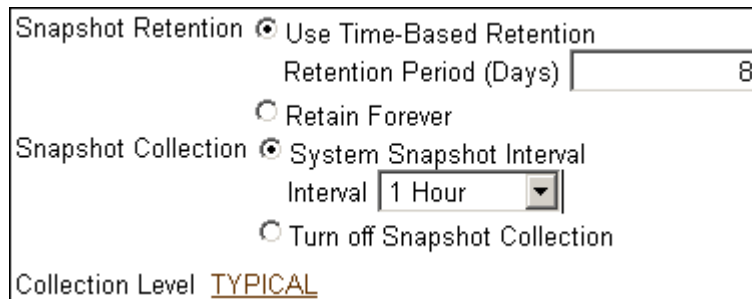 Snapshot Retention Use Time-Based Retention
Retention Period (Days) 8
Retain Forever
Snapshot Collection System Snapshot Interval
Interval 1 Hour
Turn off Snapshot Collection
Collection Level TYPICAL